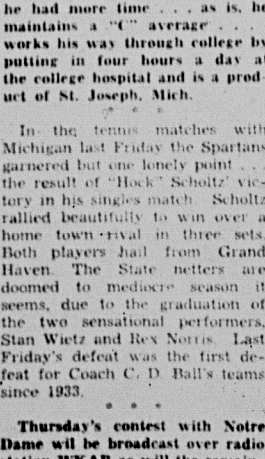 he had more time . . . as is, he
maintains a "C" average . . .
works his way through college by
putting in four hours a day at
the college hospital and is a prod-
uct of St. Joseph, Mich.
* * *
In the tennis matches with
Michigan last Friday the Spartans
garnered but one lonely point . . .
the result of "Hock" Scholtz' vic-
tory in his singles match. Scholtz
rallied beautifully to win over a
home town rival in three sets.
Both players hail from Grand
Haven. The State netters are
doomed to mediocre season it
seems, due to the graduation of
the two sensational performers,
Stan Wietz and Rex Norris. Last
Friday's defeat was the first de-
feat for Coach C. D. Ball's teams
since 1933.
* * *
Thursday's contest with Notre
Dame will be broadcast over radio